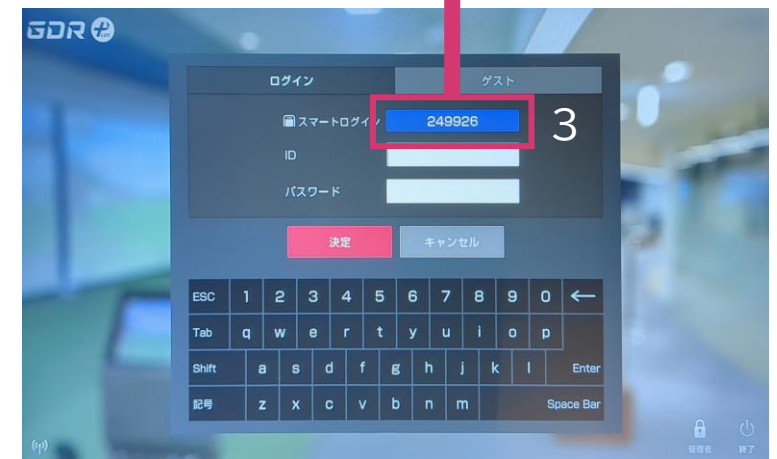 GDR plus
ログイン ゲスト
スマートログイン 249926 3
ID
パスワード
決定 キャンセル
ESC 1 2 3 4 5 6 7 8 9 0 ←
Tab q w e r t y u i o p
Shift a s d f g h j k l Enter
記号 z x c v b n m Space Bar
管理者 終了